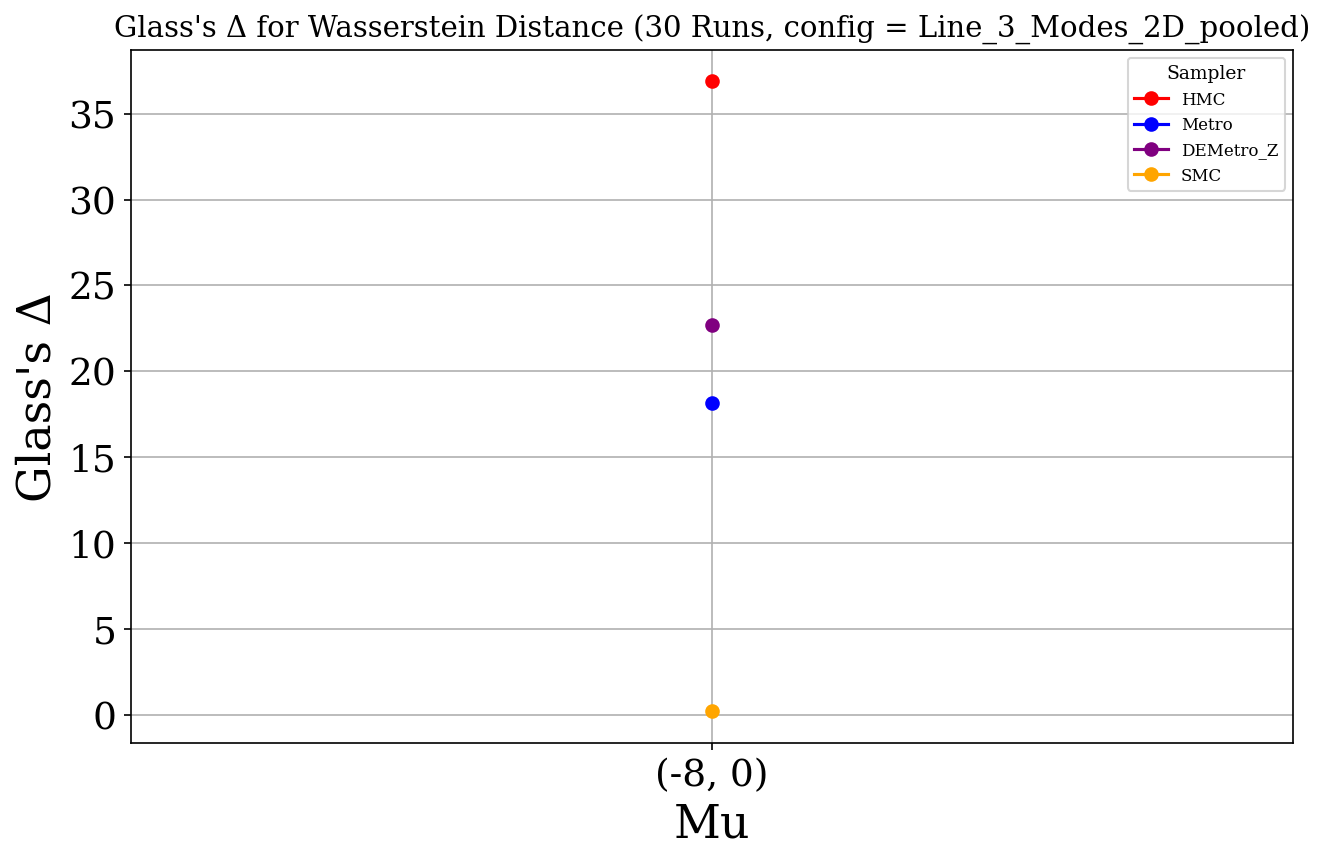 Glass's Δ for Wasserstein Distance (30 Runs, config = Line_3_Modes_2D_pooled)
Sampler
HMC
Metro
DEMetro_Z
SMC
Glass's Δ
35
30
25
20
15
10
5
0
(-8, 0)
Mu